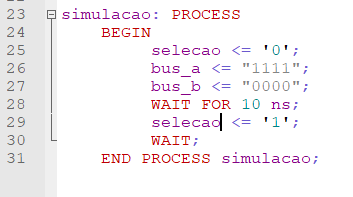 23 simulacao: PROCESS
24 BEGIN
25 selecao <= '0';
26 bus_a <= "1111";
27 bus_b <= "0000";
28 WAIT FOR 10 ns;
29 selecao <= '1';
30 WAIT;
31 END PROCESS simulacao;